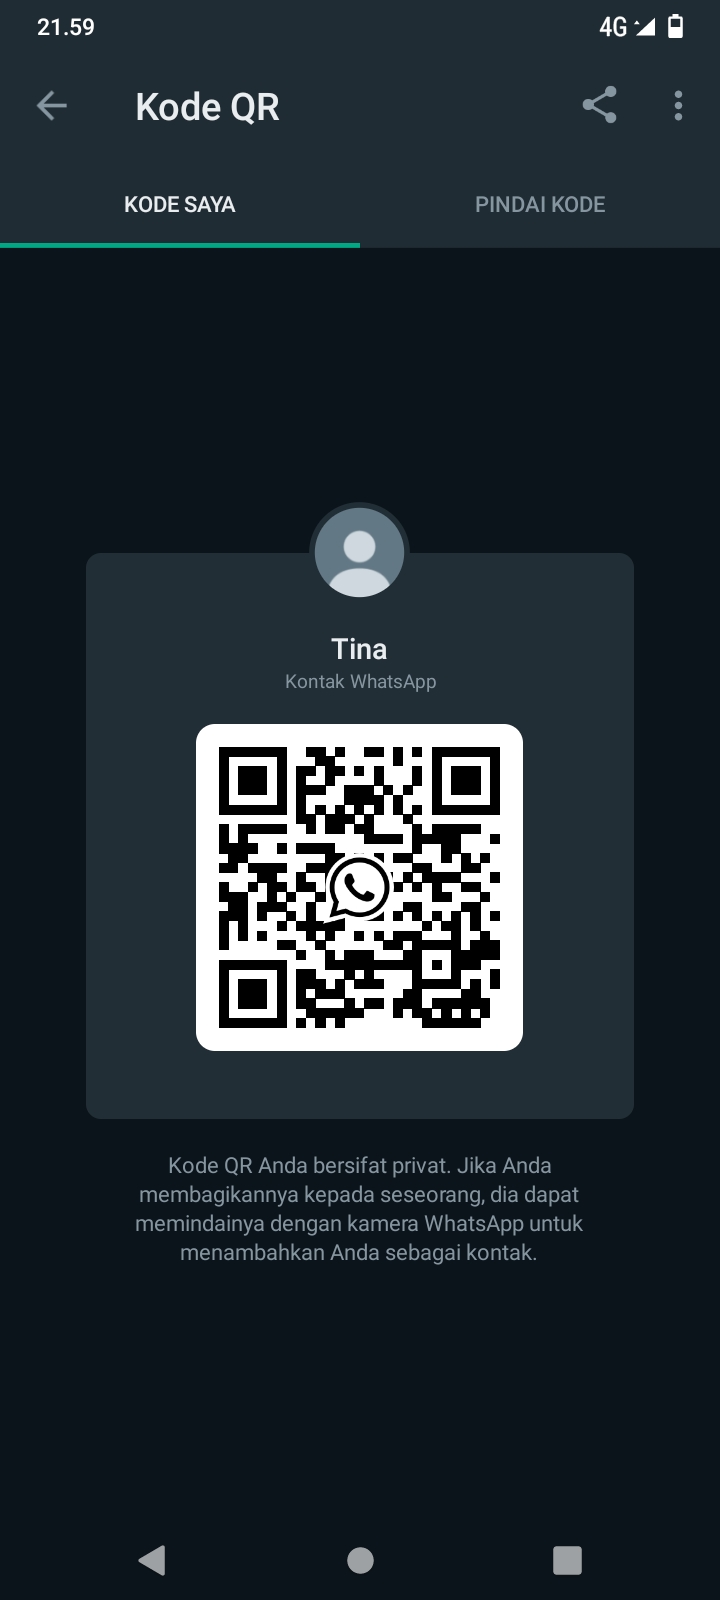 21.59
4G
Kode QR
KODE SAYA
PINDAI KODE
Tina
Kontak WhatsApp
Kode QR Anda bersifat privat. Jika Anda
membagikannya kepada seseorang, dia dapat
memindainya dengan kamera WhatsApp untuk
menambahkan Anda sebagai kontak.